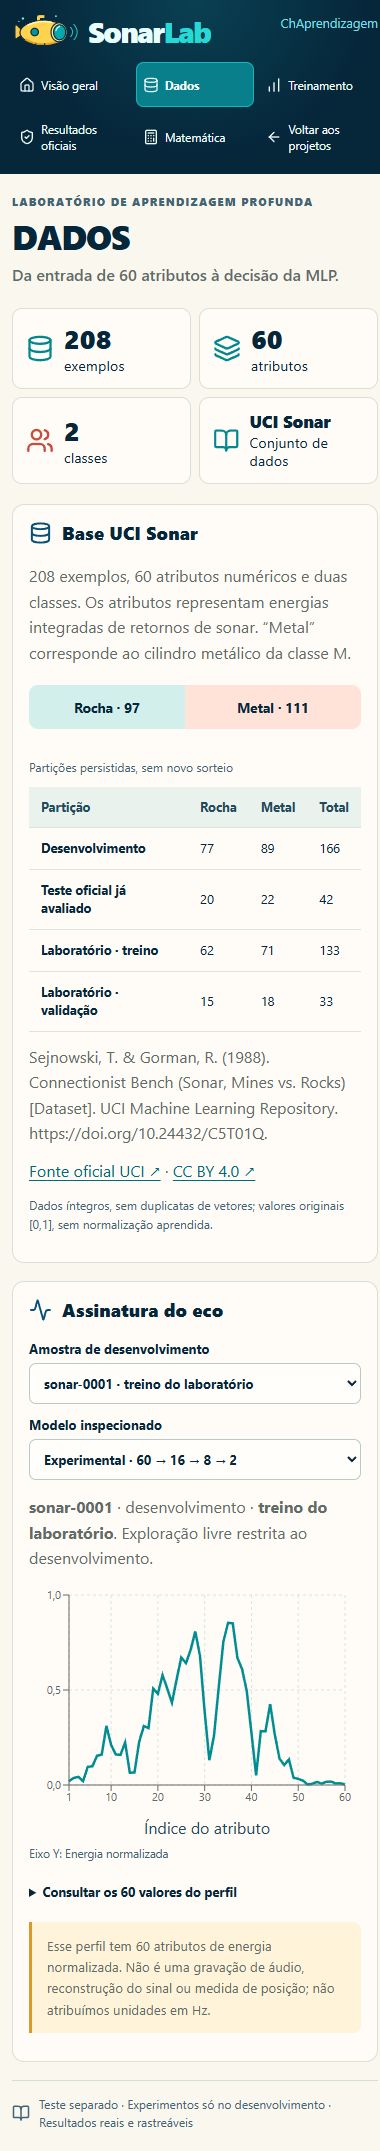 SonarLab
ChAprendizagem
Visão geral
Dados
Treinamento
Resultados
oficiais
Matemática
Voltar aos
projetos
LABORATÓRIO DE APRENDIZAGEM PROFUNDA
DADOS
Da entrada de 60 atributos à decisão da MLP.
208
exemplos
60
atributos
2
classes
UCI Sonar
Conjunto de
dados
Base UCI Sonar
208 exemplos, 60 atributos numéricos e duas
classes. Os atributos representam energias
integradas de retornos de sonar. “Metal”
corresponde ao cilindro metálico da classe M.
Rocha · 97
Metal · 111
Partições persistidas, sem novo sorteio
Partição Rocha Metal Total
Desenvolvimento 77 89 166
Teste oficial já
avaliado 20 22 42
Laboratório · treino 62 71 133
Laboratório ·
validação 15 18 33
Sejnowski, T. & Gorman, R. (1988).
Connectionist Bench (Sonar, Mines vs. Rocks)
[Dataset]. UCI Machine Learning Repository.
https://doi.org/10.24432/C5T01Q.
Fonte oficial UCI ↗ · CC BY 4.0 ↗
Dados íntegros, sem duplicatas de vetores; valores originais
[0,1], sem normalização aprendida.
Assinatura do eco
Amostra de desenvolvimento
sonar-0001 · treino do laboratório
Modelo inspecionado
Experimental · 60 → 16 → 8 → 2
sonar-0001 · desenvolvimento · treino do
laboratório. Exploração livre restrita ao
desenvolvimento.
1,0
0,5
0,0
1 10 20 30 40 50 60
Índice do atributo
Eixo Y: Energia normalizada
▶ Consultar os 60 valores do perfil
Esse perfil tem 60 atributos de energia
normalizada. Não é uma gravação de áudio,
reconstrução do sinal ou medida de posição; não
atribuímos unidades em Hz.
Teste separado · Experimentos só no desenvolvimento ·
Resultados reais e rastreáveis